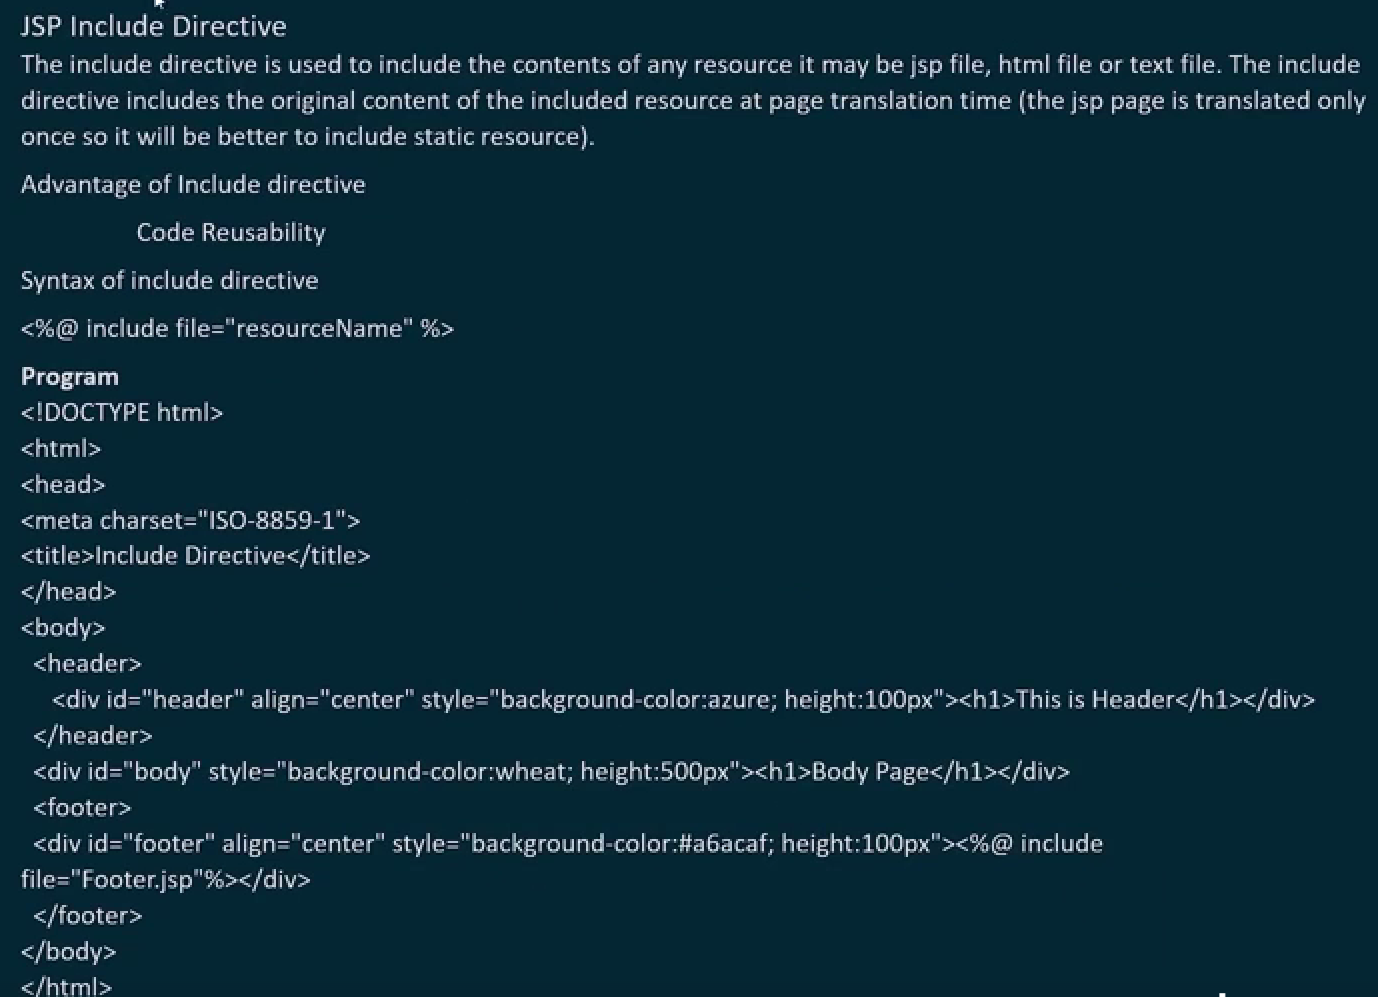 JSP Include Directive
The include directive is used to include the contents of any resource it may be jsp file, html file or text file. The include
directive includes the original content of the included resource at page translation time (the jsp page is translated only
once so it will be better to include static resource).
Advantage of Include directive
Code Reusability
Syntax of include directive
<%@ include file="resourceName" %>
Program
<!DOCTYPE html>
<html>
<head>
<meta charset="ISO-8859-1">
<title>Include Directive</title>
</head>
<body>
<header>
<div id="header" align="center" style="background-color:azure; height:100px"><h1>This is Header</h1></div>
</header>
<div id="body" style="background-color:wheat; height:500px"><h1>Body Page</h1></div>
<footer>
<div id="footer" align="center" style="background-color:#a6acaf; height:100px"><%@ include
file="Footer.jsp"%></div>
</footer>
</body>
</html>